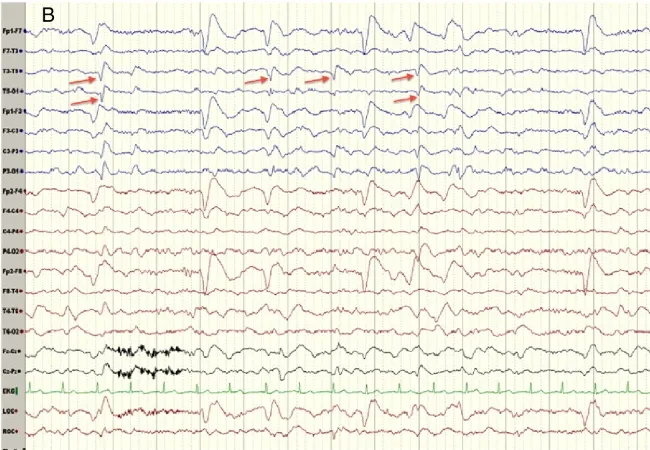 B
Fp1-F7
F7-T3
T3-T5
T5-O1
Fp1-F3
F3-C3
C3-P3
P3-O1
Fp2-F4
F4-C4
C4-P4
P4-O2
Fp2-F8
F8-T4
T4-T6
T6-O2
Fz-Cz
Cz-Pz
EKG
LOC
ROC